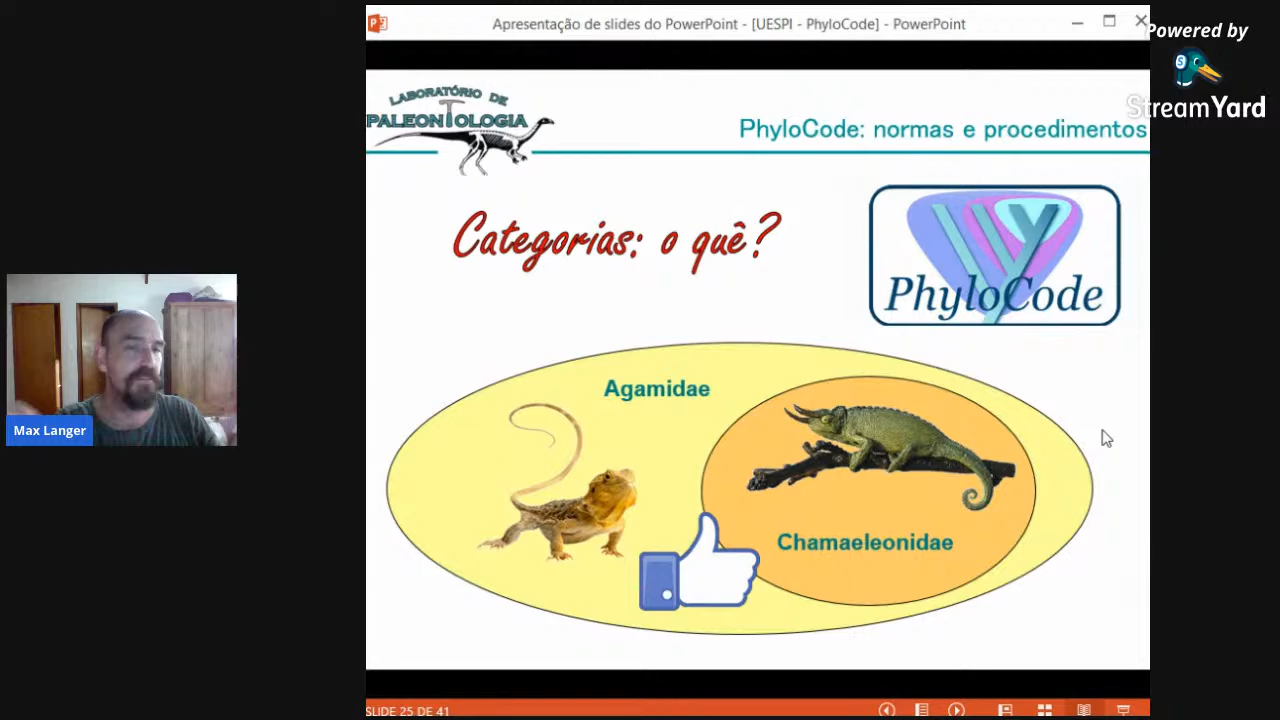 Apresentação de slides do PowerPoint - [UESPI - PhyloCode] - PowerPoint
Powered by
StreamYard
LABORATÓRIO DE
PALEONTOLOGIA
PhyloCode: normas e procedimentos
Categorias: o quê?
PhyloCode
Agamidae
Chamaeleonidae
Max Langer
SLIDE 25 DE 41